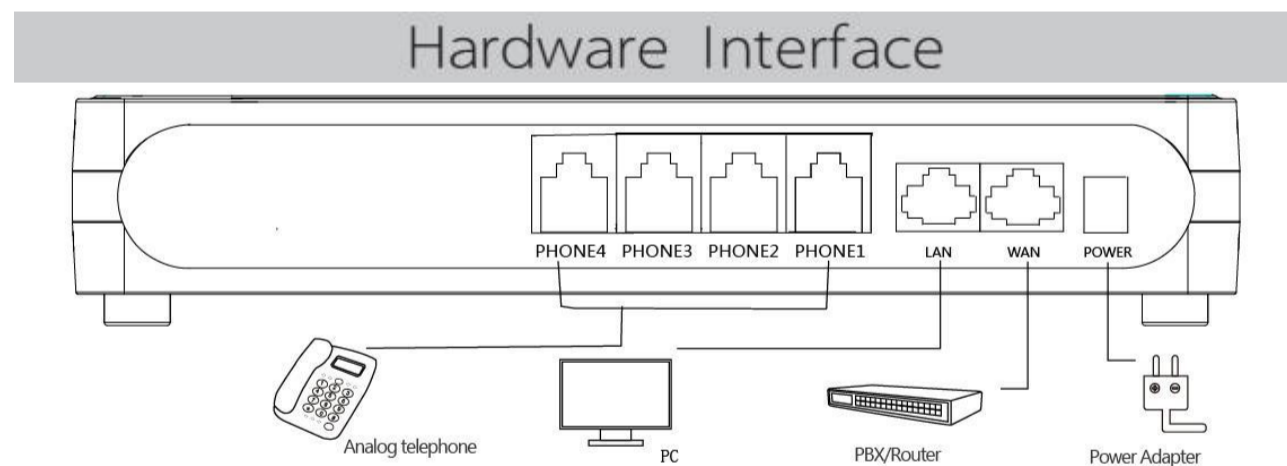 Hardware Interface
PHONE4 PHONE3 PHONE2 PHONE1 LAN WAN POWER
Analog telephone PC PBX/Router Power Adapter